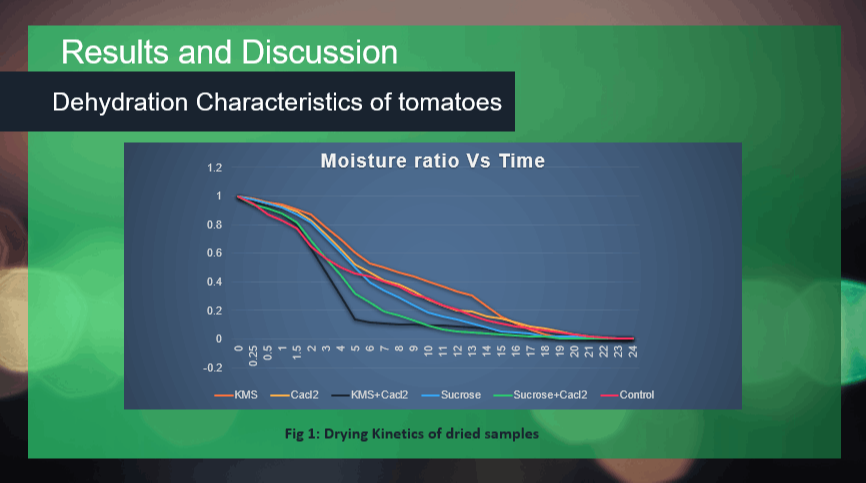 Results and Discussion
Dehydration Characteristics of tomatoes
Moisture ratio Vs Time
1.2
1
0.8
0.6
0.4
0.2
0
-0.2
0 0.25 0.5 1 1.5 2 3 4 5 6 7 8 9 10 11 12 13 14 15 16 17 18 19 20 21 22 23 24
KMS Cacl2 KMS+Cacl2 Sucrose Sucrose+Cacl2 Control
Fig 1: Drying Kinetics of dried samples